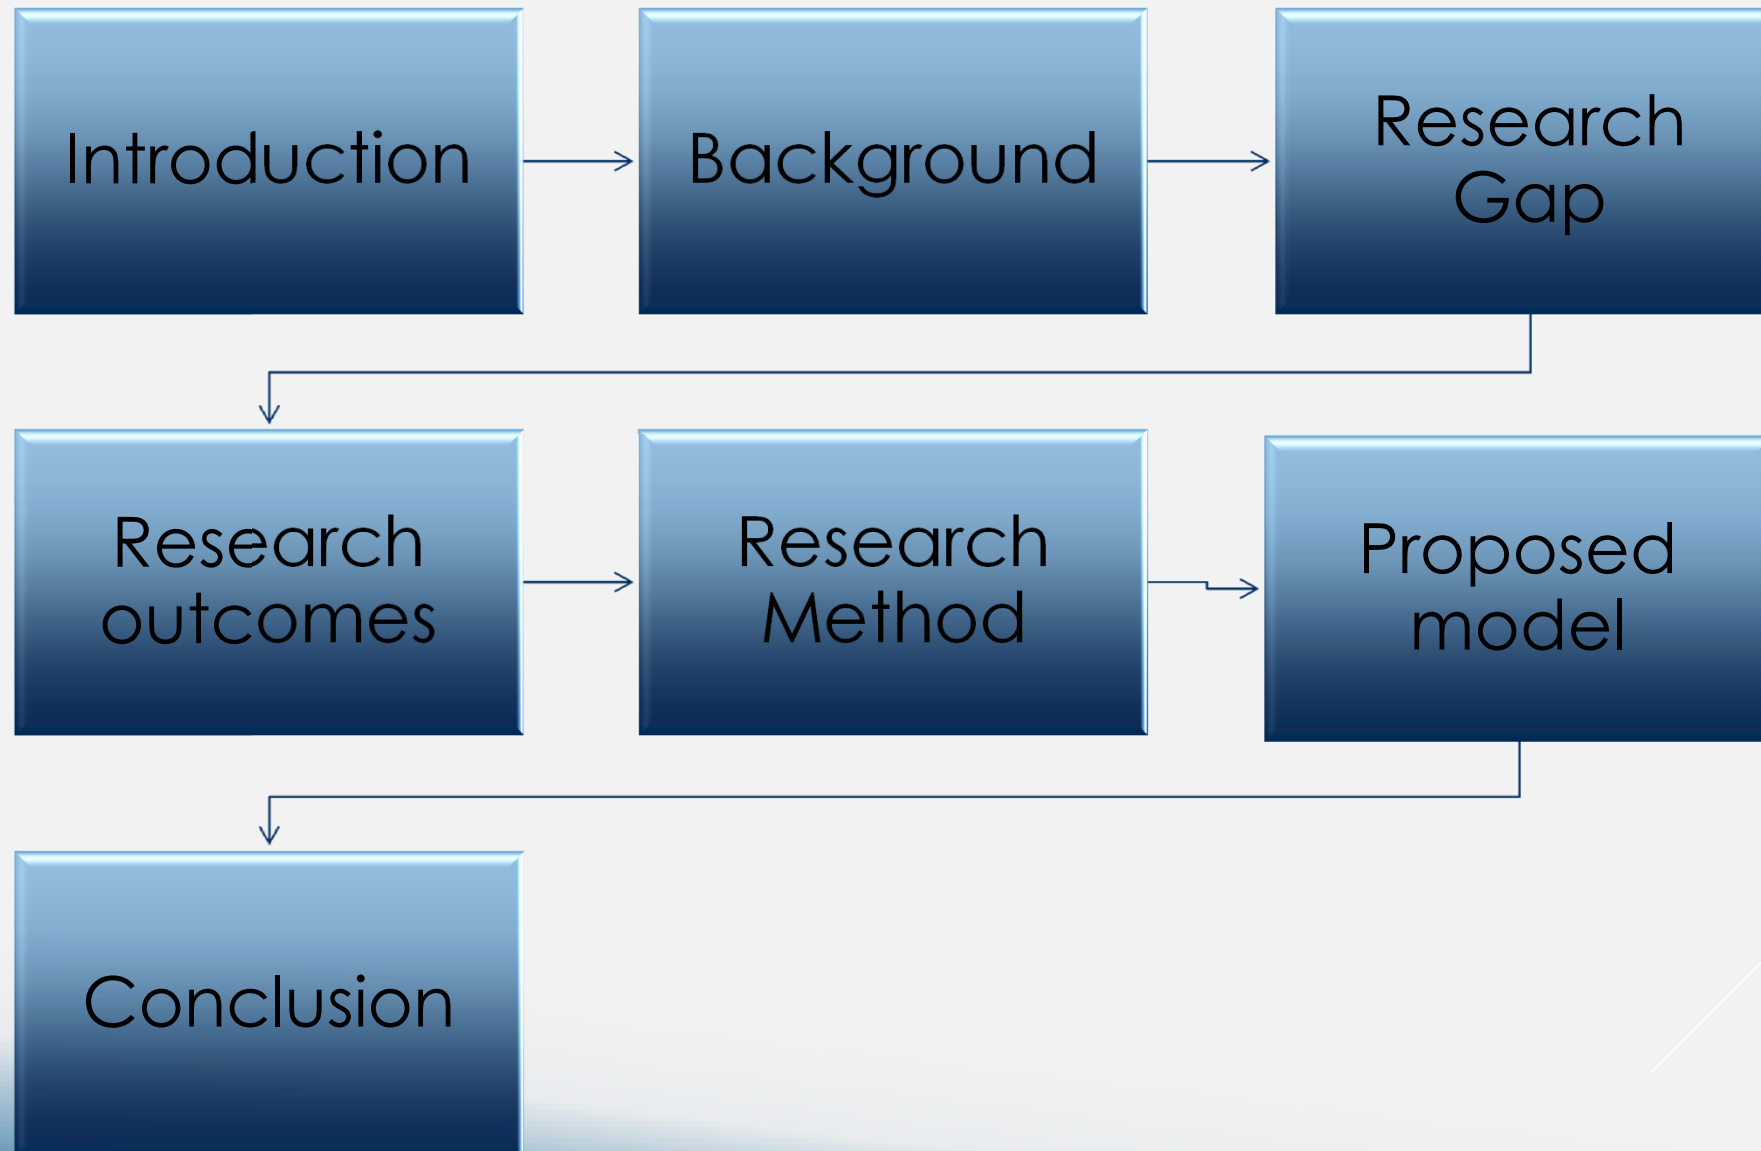 Introduction
Background
Research
Gap
Research
outcomes
Research
Method
Proposed
model
Conclusion